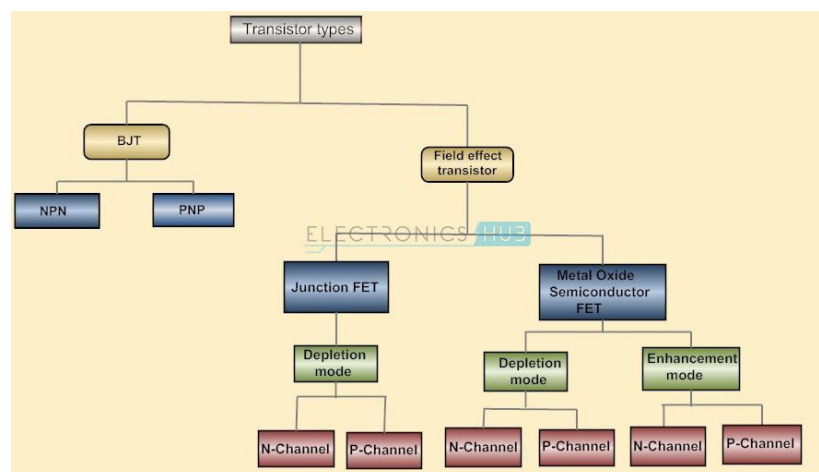 Transistor types
BJT
Field effect
transistor
NPN
PNP
ELECTRONICS HUB
Junction FET
Metal Oxide
Semiconductor
FET
Depletion
mode
Depletion
mode
Enhancement
mode
N-Channel
P-Channel
N-Channel
P-Channel
N-Channel
P-Channel